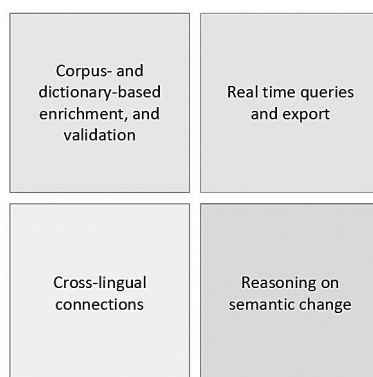 Corpus- and
dictionary-based
enrichment, and
validation
Real time queries
and export
Cross-lingual
connections
Reasoning on
semantic change